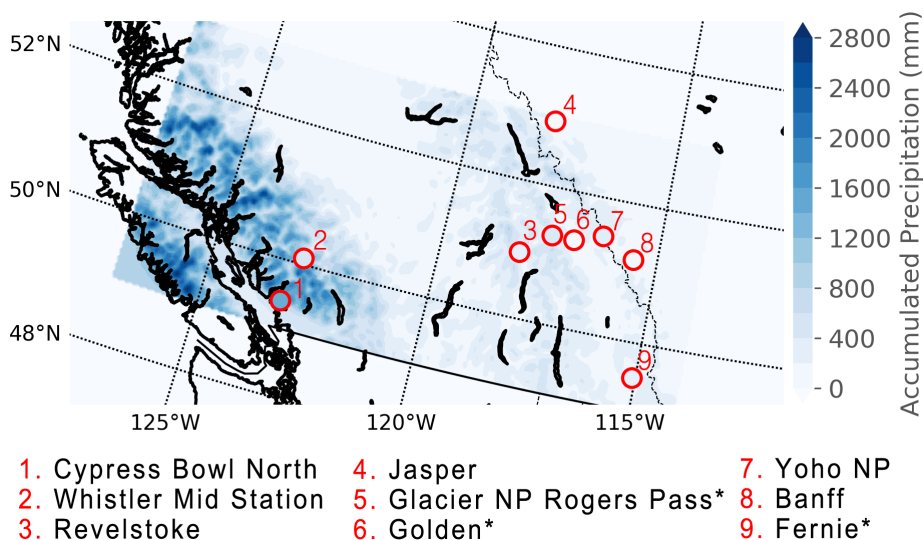 52°N
50°N
48°N
125°W
120°W
115°W
1
2
3
4
5
6
7
8
9
2800
2400
2000
1600
1200
800
400
0
Accumulated Precipitation (mm)
1. Cypress Bowl North
2. Whistler Mid Station
3. Revelstoke
4. Jasper
5. Glacier NP Rogers Pass*
6. Golden*
7. Yoho NP
8. Banff
9. Fernie*